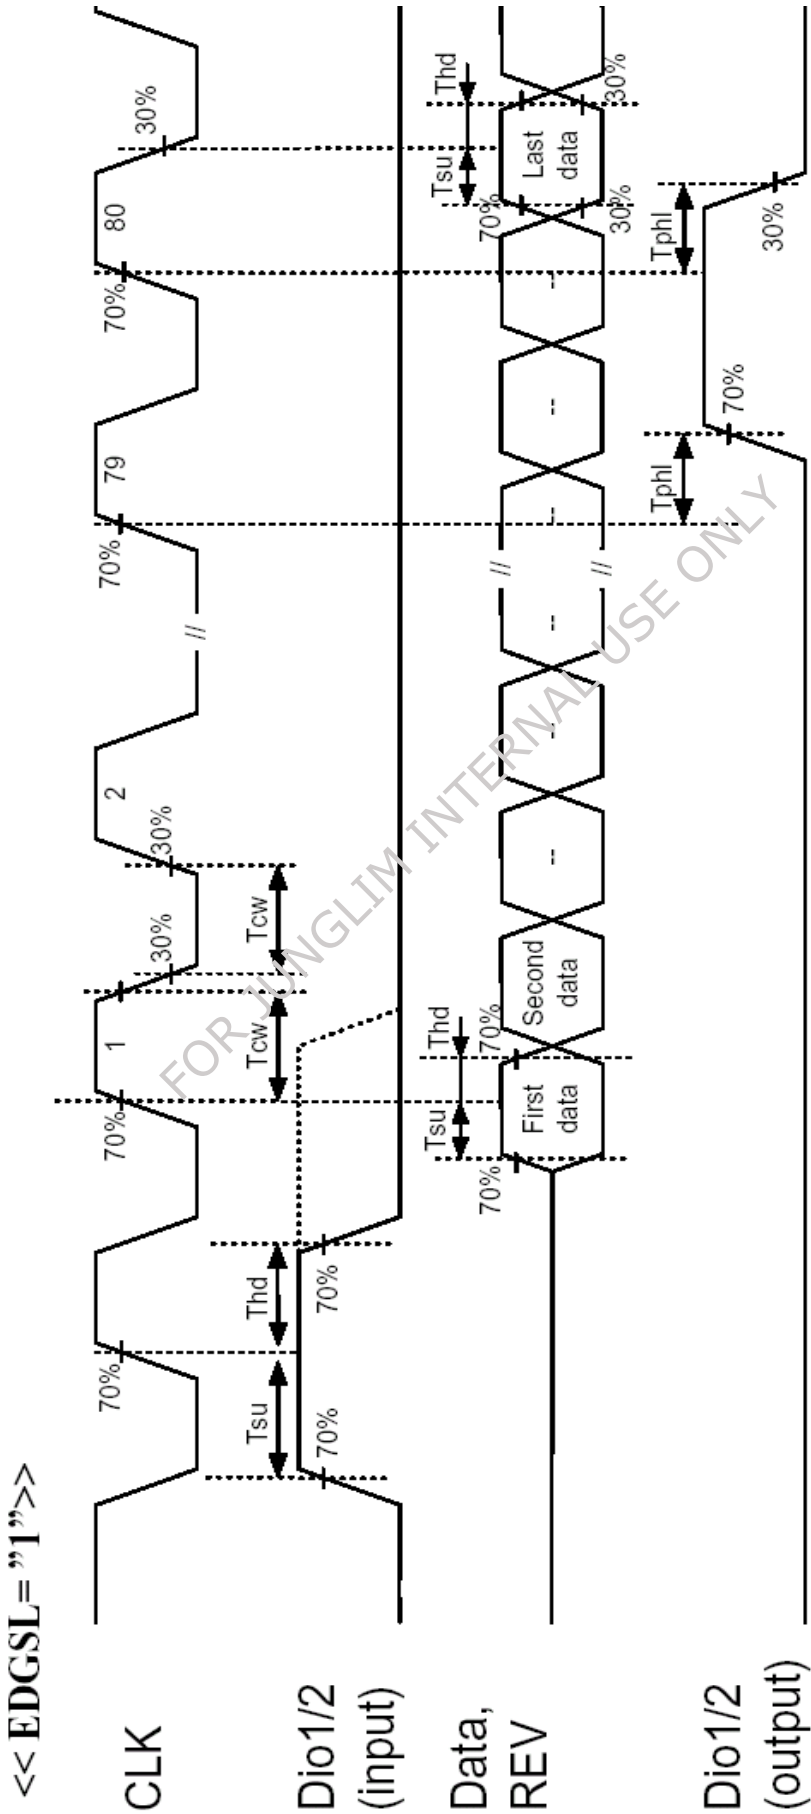 << EDGSL= ”1”>>
CLK
70%
70%
1
30%
30%
2
//
70%
79
70%
80
30%
Dio1/2
(input)
Tsu
Thd
Tcw
Tcw
70%
70%
Data,
REV
Tsu
Thd
Tsu
Thd
70%
70%
70%
First
data
Second
data
--
--
--
//
//
--
--
--
Last
data
30%
30%
Dio1/2
(output)
Tphl
Tphl
70%
30%
FOR JUNGLIM INTERNAL USE ONLY